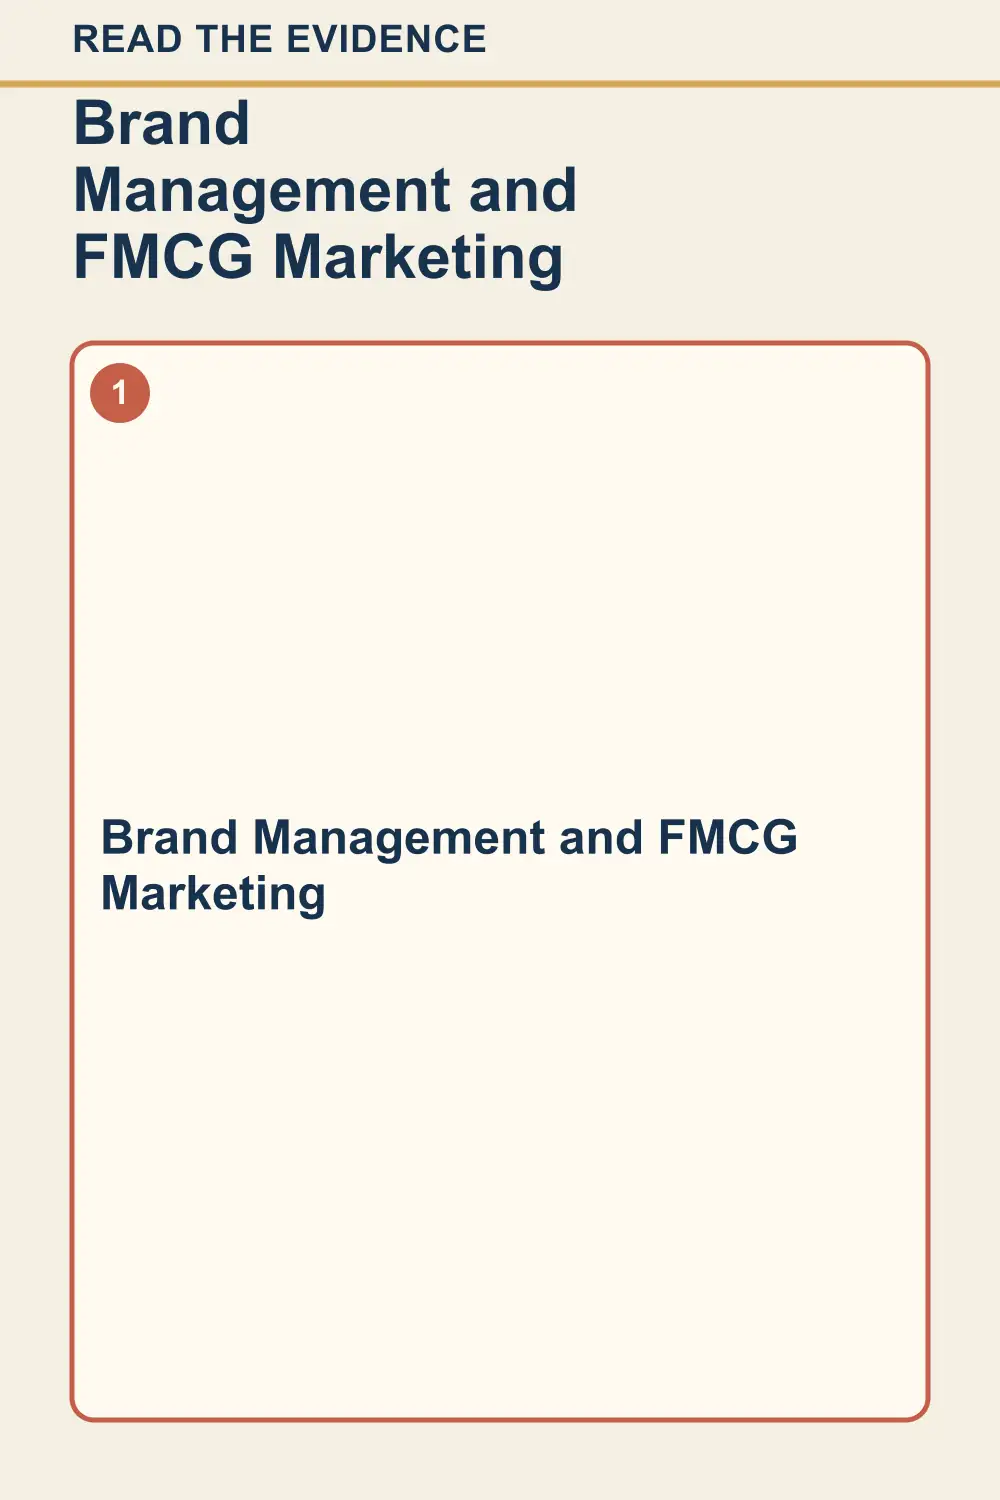 READ THE EVIDENCE
Brand
Management and
FMCG Marketing
1
Brand Management and FMCG
Marketing